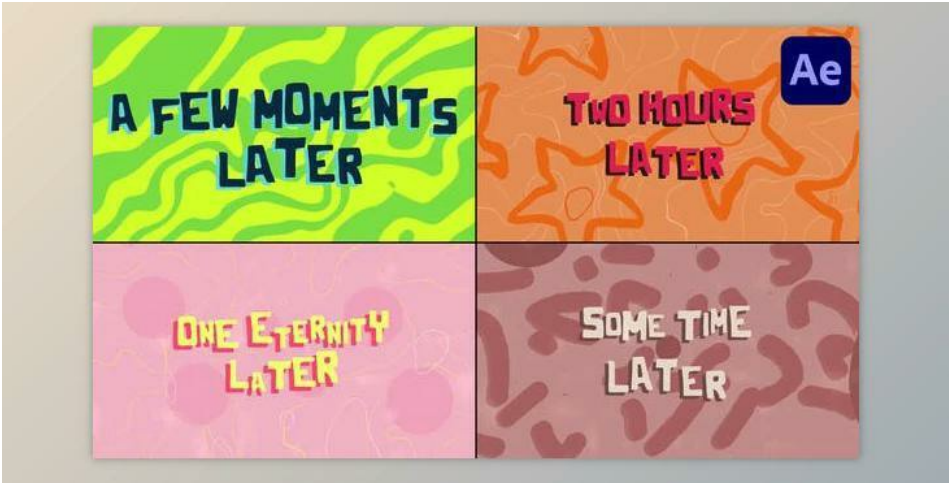 A FEW MOMENTS
LATER
TWO HOURS
LATER
Ae
ONE ETERNITY
LATER
SOME TIME
LATER